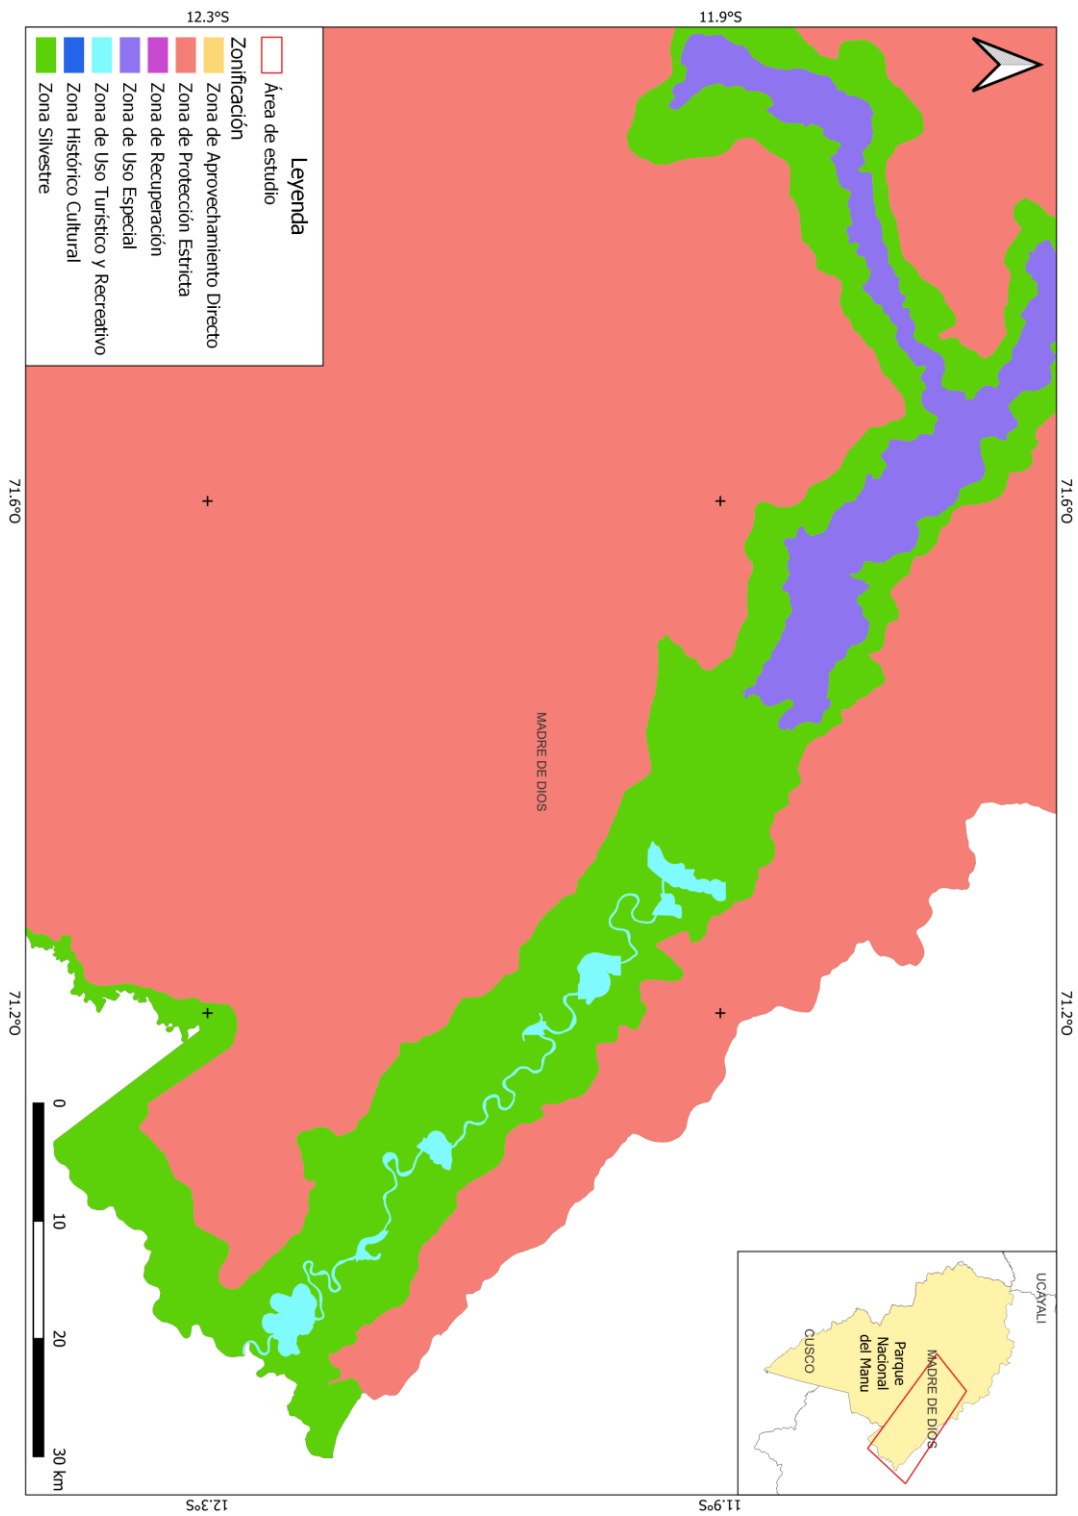 Leyenda
Área de estudio
Zonificación
Zona de Aprovechamiento Directo
Zona de Protección Estricta
Zona de Recuperación
Zona de Uso Especial
Zona de Uso Turístico y Recreativo
Zona Histórico Cultural
Zona Silvestre
71.6°O
71.2°O
71.6°O
71.2°O
12.3°S
11.9°S
12.3°S
11.9°S
MADRE DE DIOS
0
10
20
30 km
UCAYALI
MADRE DE DIOS
Parque
Nacional
del Manu
CUSCO